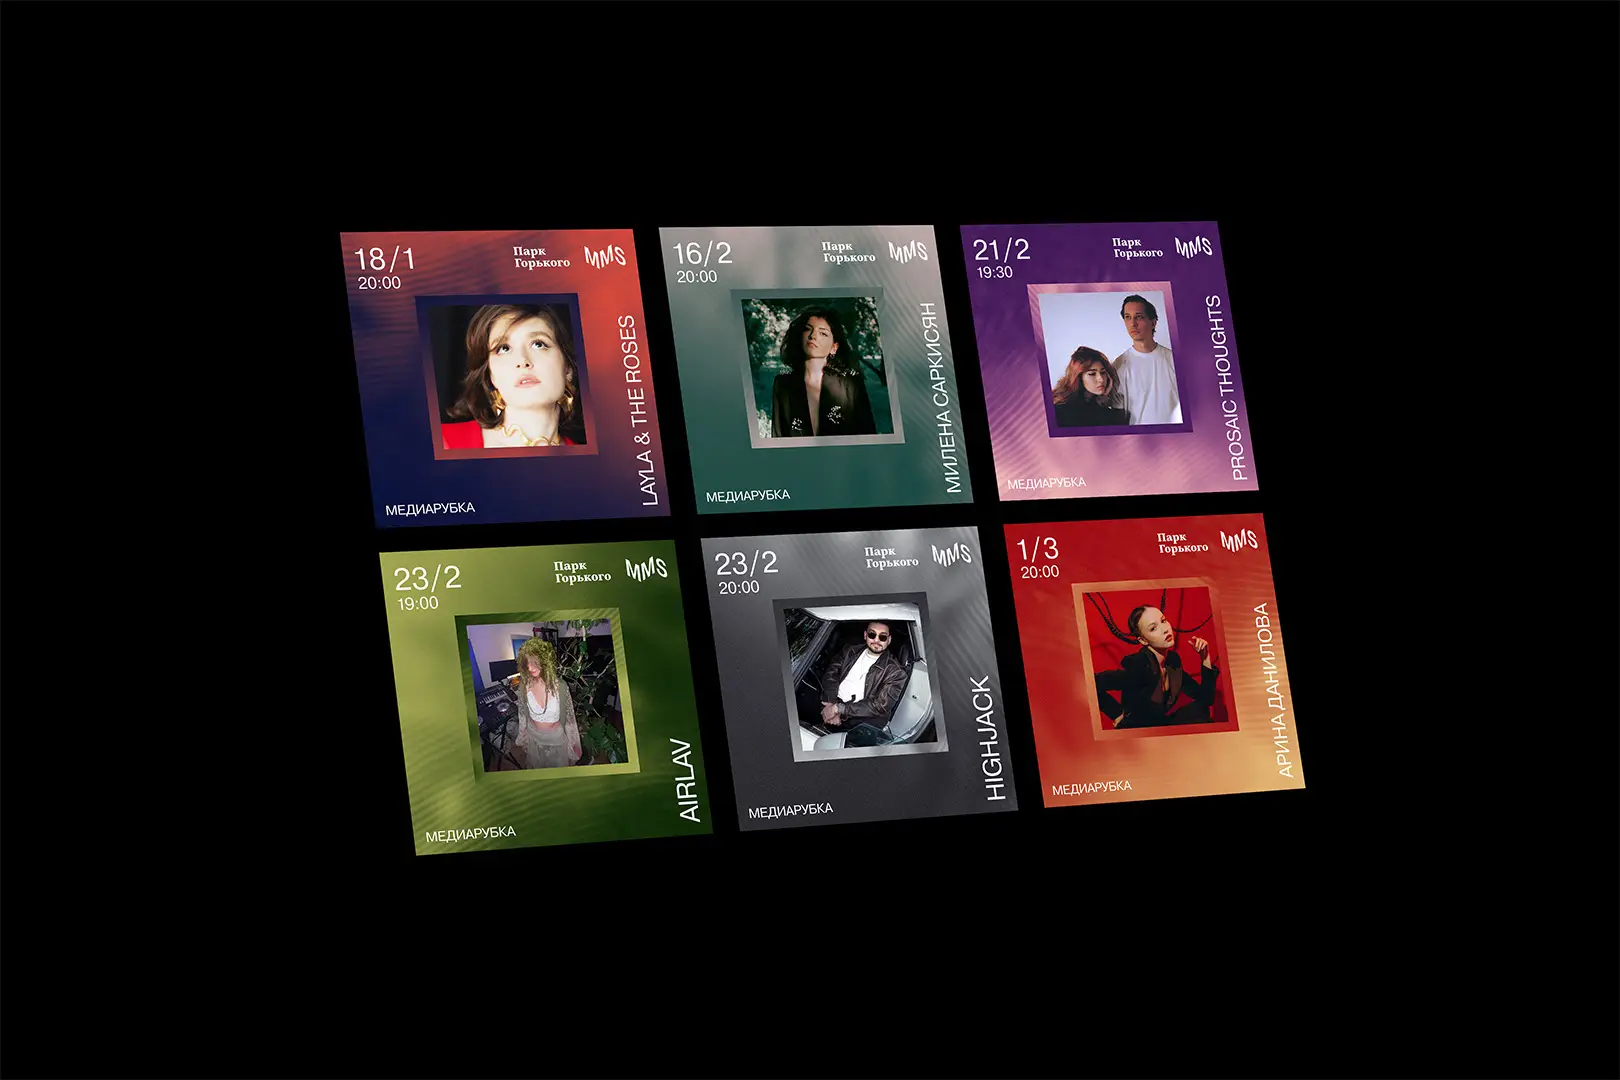 18/1
20:00
Парк
Горького
MMS
LAYLA & THE ROSES
МЕДИАРУБКА
16/2
20:00
Парк
Горького
MMS
МИЛЕНА САРКИСЯН
МЕДИАРУБКА
21/2
19:30
Парк
Горького
MMS
PROSAIC THOUGHTS
МЕДИАРУБКА
23/2
19:00
Парк
Горького
MMS
AIRLAV
МЕДИАРУБКА
23/2
20:00
Парк
Горького
MMS
HIGHJACK
МЕДИАРУБКА
1/3
20:00
Парк
Горького
MMS
АРИНА ДАНИЛОВА
МЕДИАРУБКА